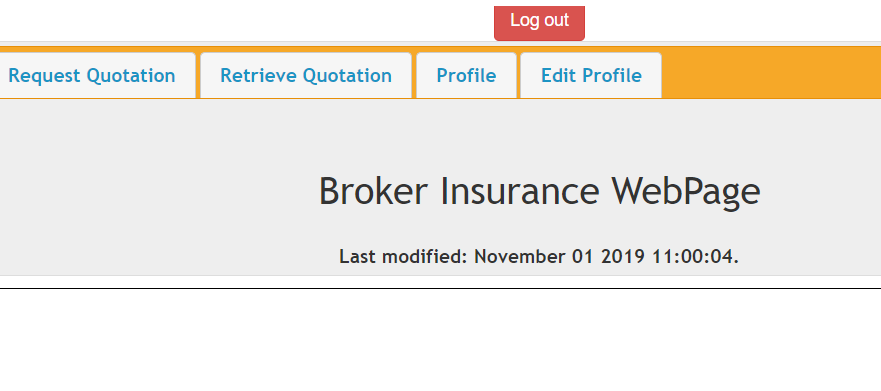 Log out
Request Quotation Retrieve Quotation Profile Edit Profile
Broker Insurance WebPage
Last modified: November 01 2019 11:00:04.